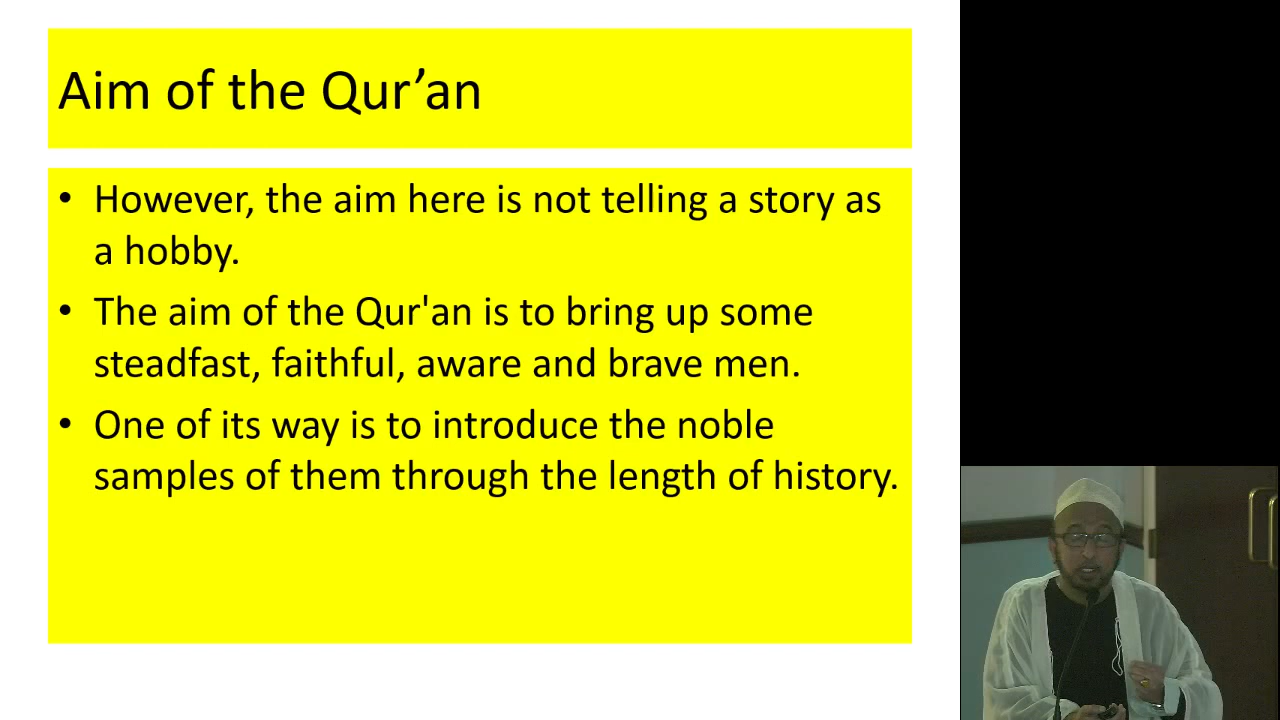 Aim of the Qur’an
• However, the aim here is not telling a story as
a hobby.
• The aim of the Qur'an is to bring up some
steadfast, faithful, aware and brave men.
• One of its way is to introduce the noble
samples of them through the length of history.